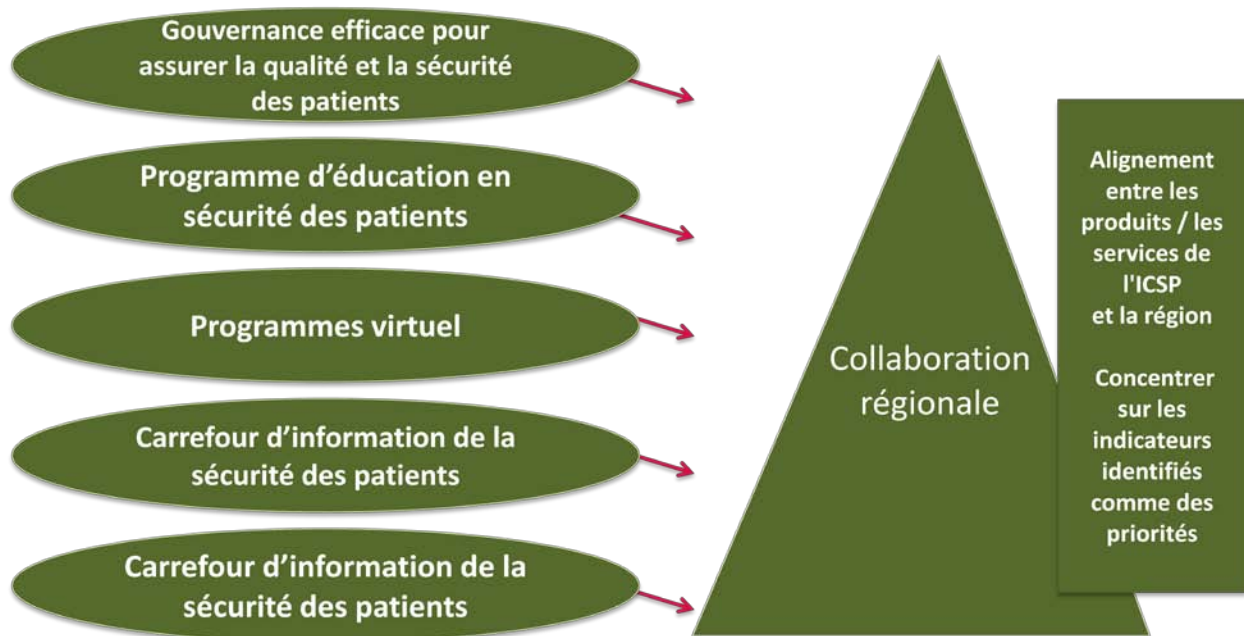 Gouvernance efficace pour
assurer la qualité et la sécurité
des patients
Programme d'éducation en
sécurité des patients
Programmes virtuel
Carrefour d'information de la
sécurité des patients
Carrefour d'information de la
sécurité des patients
Collaboration
régionale
Alignement
entre les
produits / les
services de
l'ICSP
et la région
Concentrer
sur les
indicateurs
identifiés
comme des
priorités